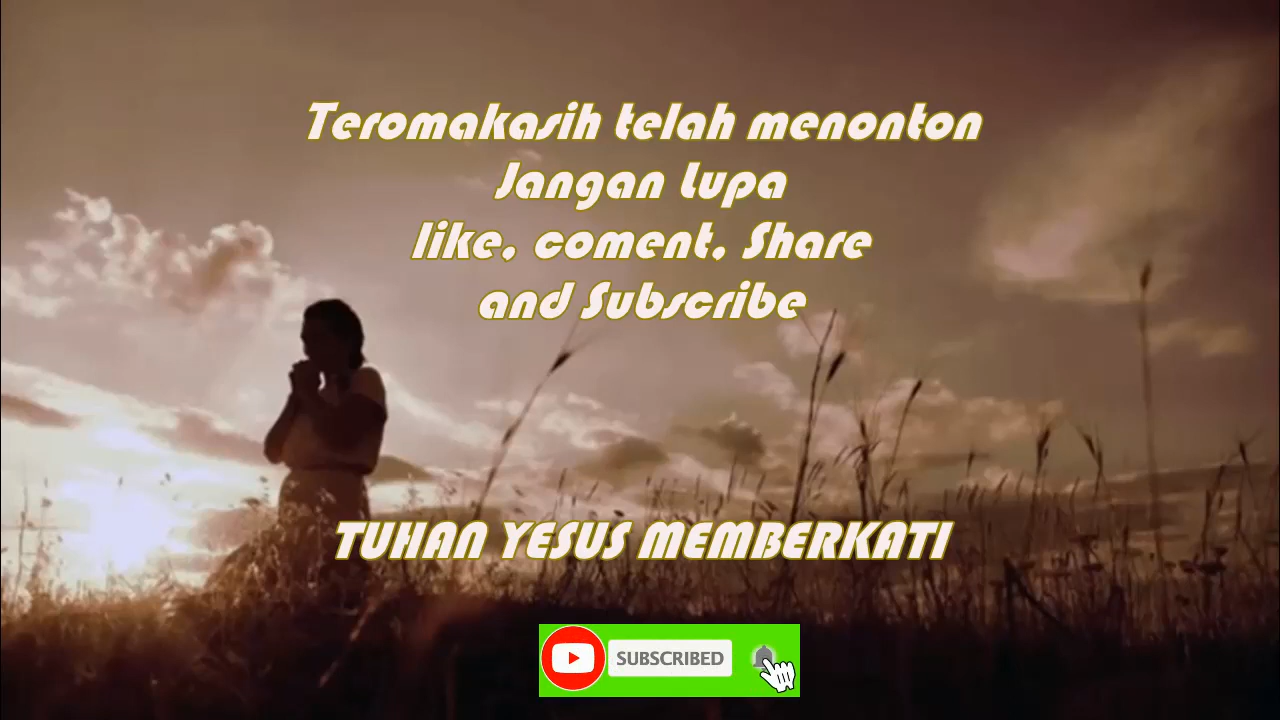 Teromakasih telah menonton
Jangan Lupa
like, coment, Share
and Subscribe
TUHAN YESUS MEMBERKATI
SUBSCRIBED